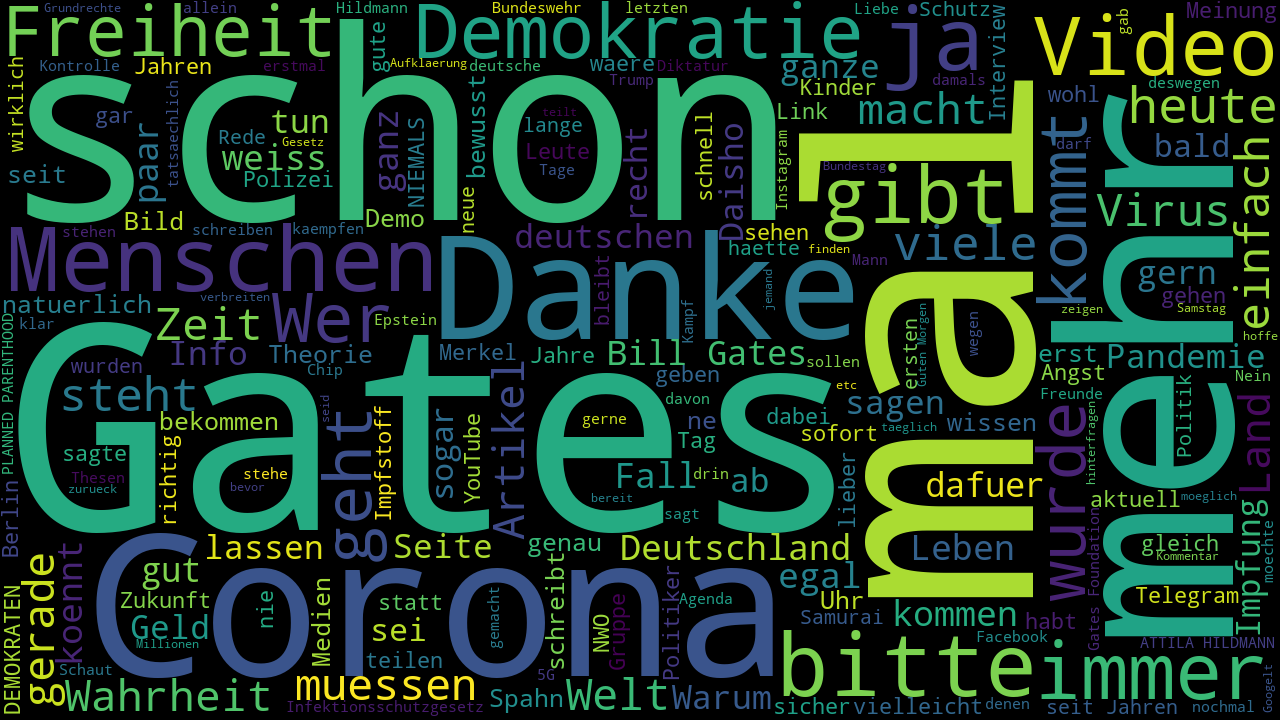 Grundrechte
allein
Hildmann
Bundeswehr
letzten
Liebe
Schutz
Meinung
Freiheit
Demokratie
ja
Video
gab
wirklich
Kontrolle
Jahren
erstmal
gute
Aufklaerung
deutsche
waere
Diktatur
Trump
ganze
Kinder
damals
Interview
deswegen
schon
gar
paar
tatsaechlich
Rede
tun
Gesetz
weiss
Polizei
seit
ganz
NIEMALS
bewusst
teilt
lange
Leute
Tage
recht
schnell
Daisho
Link
Instagram
macht
Bundestag
gibt
wohl
heute
darf
bald
kommt
mehr
Virus
einfach
Bild
stehen
schreiben
kaempfen
Demo
neue
deutschen
sehen
haette
finden
Mann
viele
gern
gehen
Samstag
zeigen
hoffe
Menschen
natuerlich
verbreiten
klar
Wer
Danke
bleibt
Kampf
jemand
mal
Epstein
Zeit
Info
Theorie
Chip
Merkel
Jahre
Bill Gates
sollen
ersten
Guten Morgen
wegen
erst
Pandemie
Angst
Nein
PLANNED PARENTHOOD
wurden
steht
Gates
geben
davon
etc
sagen
Freunde
Politik
bekommen
seid
geht
Impfstoff
sogar
YouTube
Artikel
gerne
ne
dabei
Tag
sofort
taeglich
wissen
hinterfragen
Land
sagte
Thesen
zurueck
richtig
stehe
bevor
Fall
drin
ab
bereit
sagt
lieber
dafuer
wurde
aktuell
moeglich
Berlin
lassen
Seite
genau
Deutschland
Leben
Gates Foundation
gleich
Kommentar
Impfung
moechte
Corona
DEMOKRATEN
gerade
koennt
gut
Zukunft
Geld
Millionen
nie
Medien
statt
sei
teilen
gemacht
schreibt
NWO
Gruppe
Politiker
Agenda
egal
Uhr
Samurai
kommen
habt
Telegram
Facebook
ATTILA HILDMANN
Schaut
Wahrheit
muessen
Infektionsschutzgesetz
Spahn
5G
Welt
Warum
bitte
immer
sicher
vielleicht
denen
seit Jahren
nochmal
Googelt